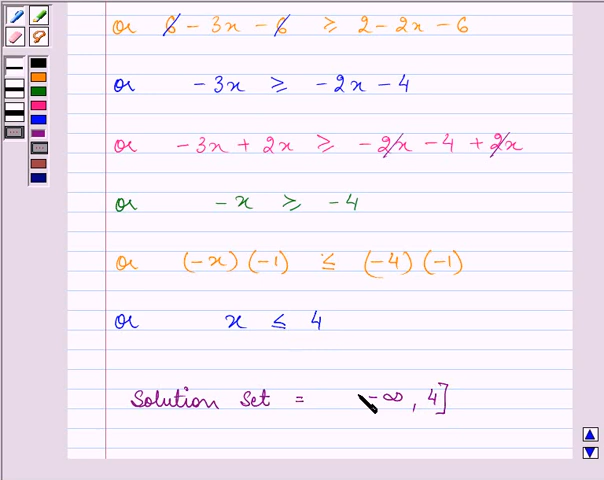 or 6 - 3x - 6 ≥ 2 - 2x - 6
or -3x ≥ -2x - 4
or -3x + 2x ≥ -2x - 4 + 2x
or -x ≥ -4
or (-x)(-1) ≤ (-4)(-1)
or x ≤ 4
Solution Set = -∞, 4]